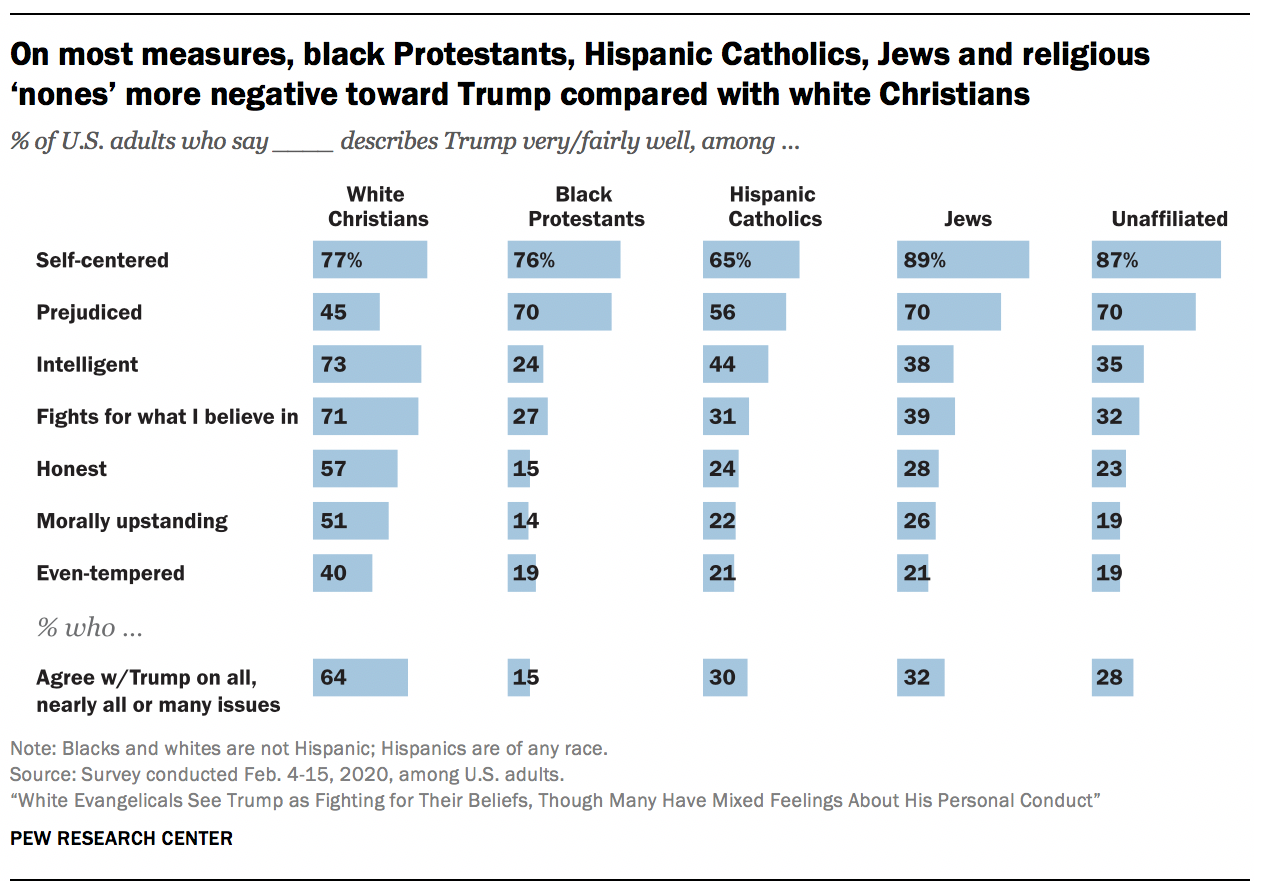 On most measures, black Protestants, Hispanic Catholics, Jews and religious
‘nones’ more negative toward Trump compared with white Christians
% of U.S. adults who say ____ describes Trump very/fairly well, among ...
White Christians Black Protestants Hispanic Catholics Jews Unaffiliated
Self-centered 77% 76% 65% 89% 87%
Prejudiced 45 70 56 70 70
Intelligent 73 24 44 38 35
Fights for what I believe in 71 27 31 39 32
Honest 57 15 24 28 23
Morally upstanding 51 14 22 26 19
Even-tempered 40 19 21 21 19
% who ...
Agree w/Trump on all, nearly all or many issues 64 15 30 32 28
Note: Blacks and whites are not Hispanic; Hispanics are of any race.
Source: Survey conducted Feb. 4-15, 2020, among U.S. adults.
“White Evangelicals See Trump as Fighting for Their Beliefs, Though Many Have Mixed Feelings About His Personal Conduct”
PEW RESEARCH CENTER